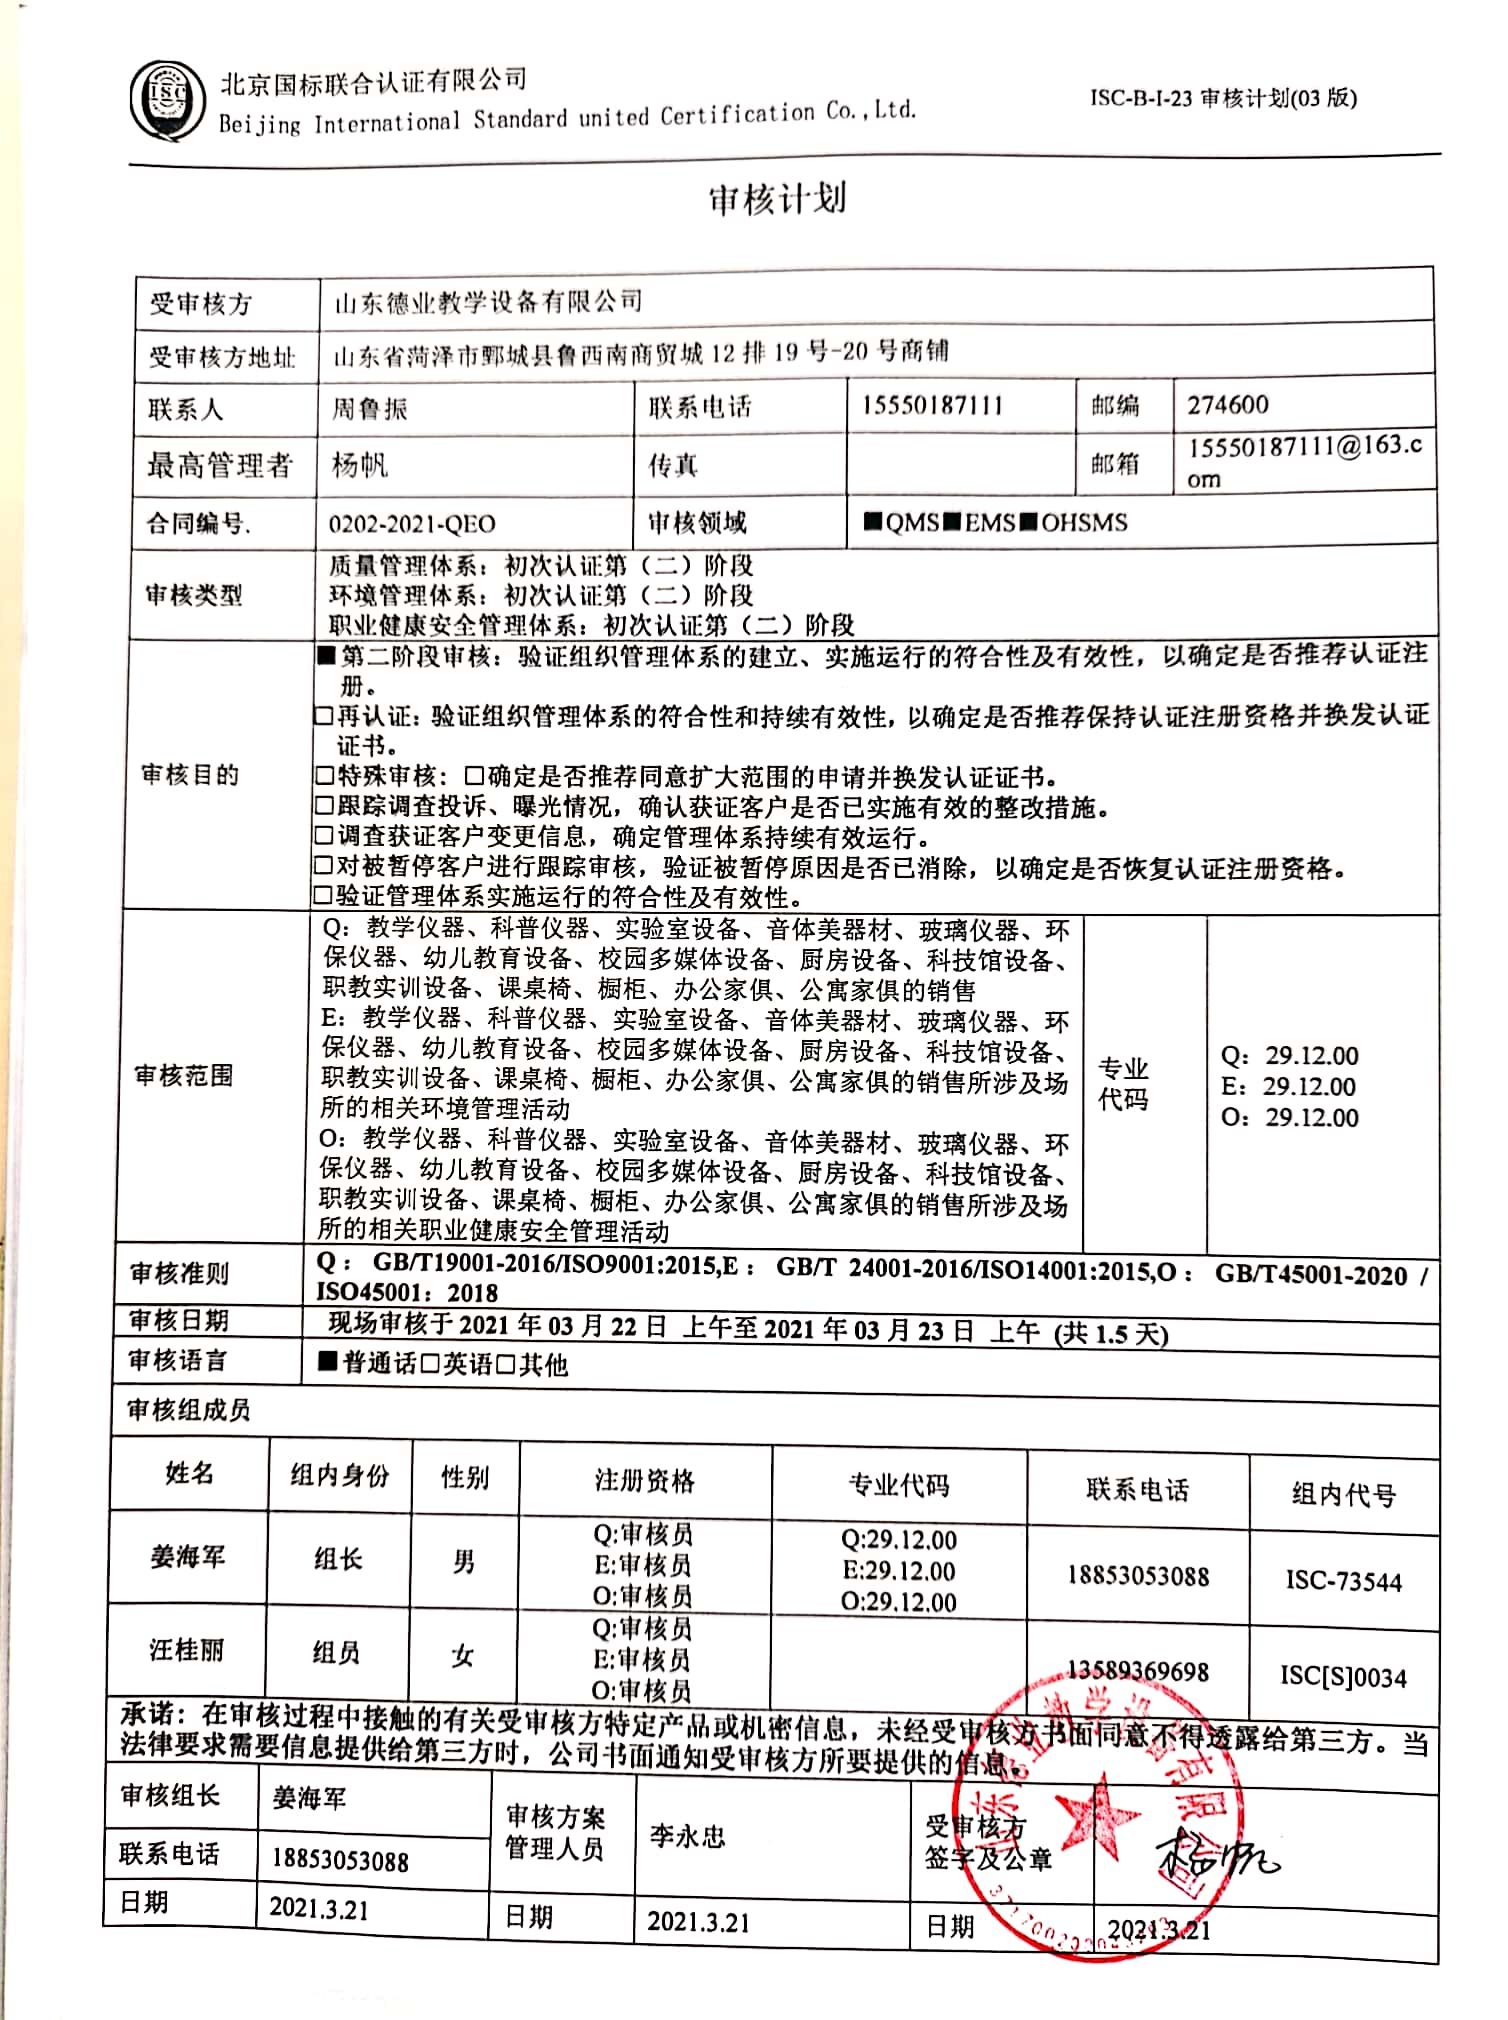 ISC
北京国标联合认证有限公司
Beijing International Standard united Certification Co.,Ltd.
ISC-B-I-23 审核计划(03 版)
审核计划
受审核方 山东德业教学设备有限公司
受审核方地址 山东省菏泽市鄄城县鲁西南商贸城 12 排 19 号-20 号商铺
联系人 周鲁振 联系电话 15550187111 邮编 274600
最高管理者 杨帆 传真 邮箱 15550187111@163.c
om
合同编号. 0202-2021-QEO 审核领域 ■QMS■EMS■OHSMS
审核类型
质量管理体系：初次认证第（二）阶段
环境管理体系：初次认证第（二）阶段
职业健康安全管理体系：初次认证第（二）阶段
审核目的
■第二阶段审核：验证组织管理体系的建立、实施运行的符合性及有效性，以确定是否推荐认证注
册。
□再认证：验证组织管理体系的符合性和持续有效性，以确定是否推荐保持认证注册资格并换发认证
证书。
□特殊审核：□确定是否推荐同意扩大范围的申请并换发认证证书。
□跟踪调查投诉、曝光情况，确认获证客户是否已实施有效的整改措施。
□调查获证客户变更信息，确定管理体系持续有效运行。
□对被暂停客户进行跟踪审核，验证被暂停原因是否已消除，以确定是否恢复认证注册资格。
□验证管理体系实施运行的符合性及有效性。
审核范围
Q：教学仪器、科普仪器、实验室设备、音体美器材、玻璃仪器、环
保仪器、幼儿教育设备、校园多媒体设备、厨房设备、科技馆设备、
职教实训设备、课桌椅、橱柜、办公家俱、公寓家俱的销售
E：教学仪器、科普仪器、实验室设备、音体美器材、玻璃仪器、环
保仪器、幼儿教育设备、校园多媒体设备、厨房设备、科技馆设备、
职教实训设备、课桌椅、橱柜、办公家俱、公寓家俱的销售所涉及场
所的相关环境管理活动
O：教学仪器、科普仪器、实验室设备、音体美器材、玻璃仪器、环
保仪器、幼儿教育设备、校园多媒体设备、厨房设备、科技馆设备、
职教实训设备、课桌椅、橱柜、办公家俱、公寓家俱的销售所涉及场
所的相关职业健康安全管理活动
专业
代码
Q：29.12.00
E：29.12.00
O：29.12.00
审核准则
Q： GB/T19001-2016/ISO9001:2015,E： GB/T 24001-2016/ISO14001:2015,O： GB/T45001-2020 /
ISO45001：2018
审核日期 现场审核于 2021 年 03 月 22 日 上午至 2021 年 03 月 23 日 上午 (共 1.5 天)
审核语言 ■普通话□英语□其他
审核组成员
姓名 组内身份 性别 注册资格 专业代码 联系电话 组内代号
姜海军 组长 男
Q:审核员
E:审核员
O:审核员
Q:29.12.00
E:29.12.00
O:29.12.00
18853053088 ISC-73544
汪桂丽 组员 女
Q:审核员
E:审核员
O:审核员
13589369698 ISC[S]0034
承诺：在审核过程中接触的有关受审核方特定产品或机密信息，未经受审核方书面同意不得透露给第三方。当
法律要求需要信息提供给第三方时，公司书面通知受审核方所要提供的信息。
审核组长 姜海军
审核方案
管理人员
李永忠
受审核方
签字及公章
杨帆
联系电话 18853053088
日期 2021.3.21 日期 2021.3.21 日期 2021.3.21
山东德业教学设备有限公司